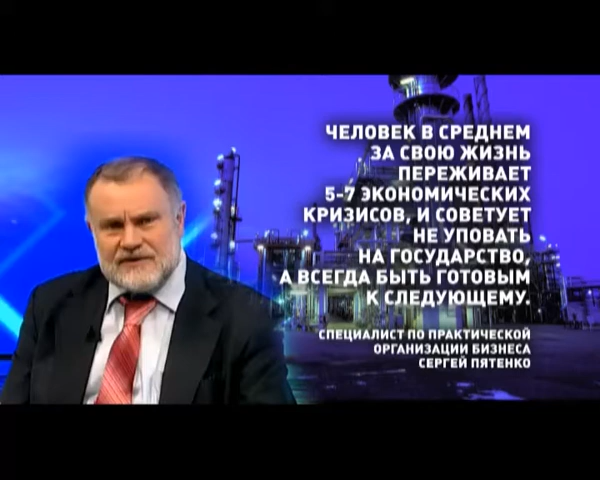 ЧЕЛОВЕК В СРЕДНЕМ
ЗА СВОЮ ЖИЗНЬ
ПЕРЕЖИВАЕТ
5-7 ЭКОНОМИЧЕСКИХ
КРИЗИСОВ, И СОВЕТУЕТ
НЕ УПОВАТЬ
НА ГОСУДАРСТВО,
А ВСЕГДА БЫТЬ ГОТОВЫМ
К СЛЕДУЮЩЕМУ.
СПЕЦИАЛИСТ ПО ПРАКТИЧЕСКОЙ
ОРГАНИЗАЦИИ БИЗНЕСА
СЕРГЕЙ ПЯТЕНКО